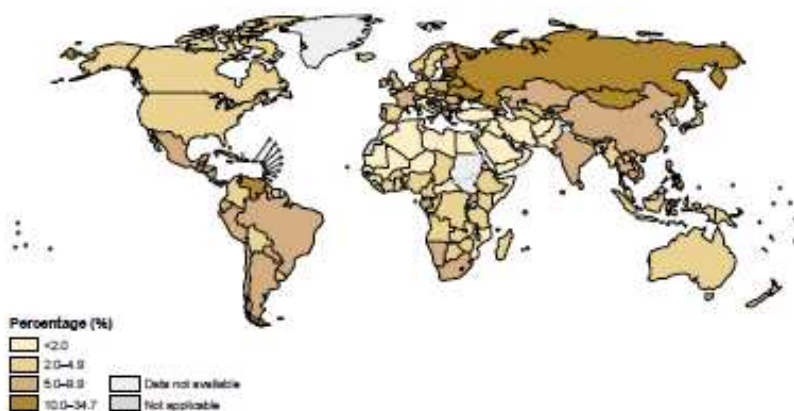 Percentage (%)
<2.0
2.0–4.9
5.0–9.9
10.0–34.7
Data not available
Not applicable